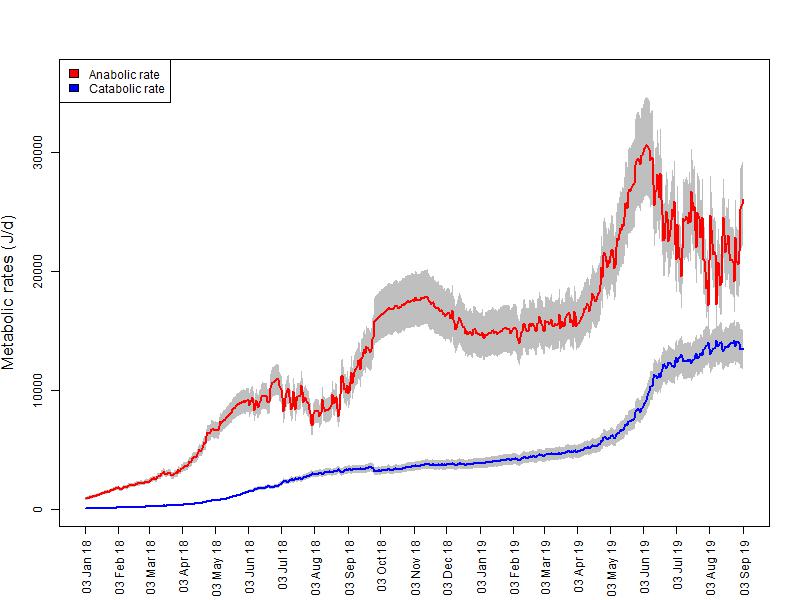 Anabolic rate
Catabolic rate
Metabolic rates (J/d)
30000
20000
10000
0
03 Jan 18
03 Feb 18
03 Mar 18
03 Apr 18
03 May 18
03 Jun 18
03 Jul 18
03 Aug 18
03 Sep 18
03 Oct 18
03 Nov 18
03 Dec 18
03 Jan 19
03 Feb 19
03 Mar 19
03 Apr 19
03 May 19
03 Jun 19
03 Jul 19
03 Aug 19
03 Sep 19